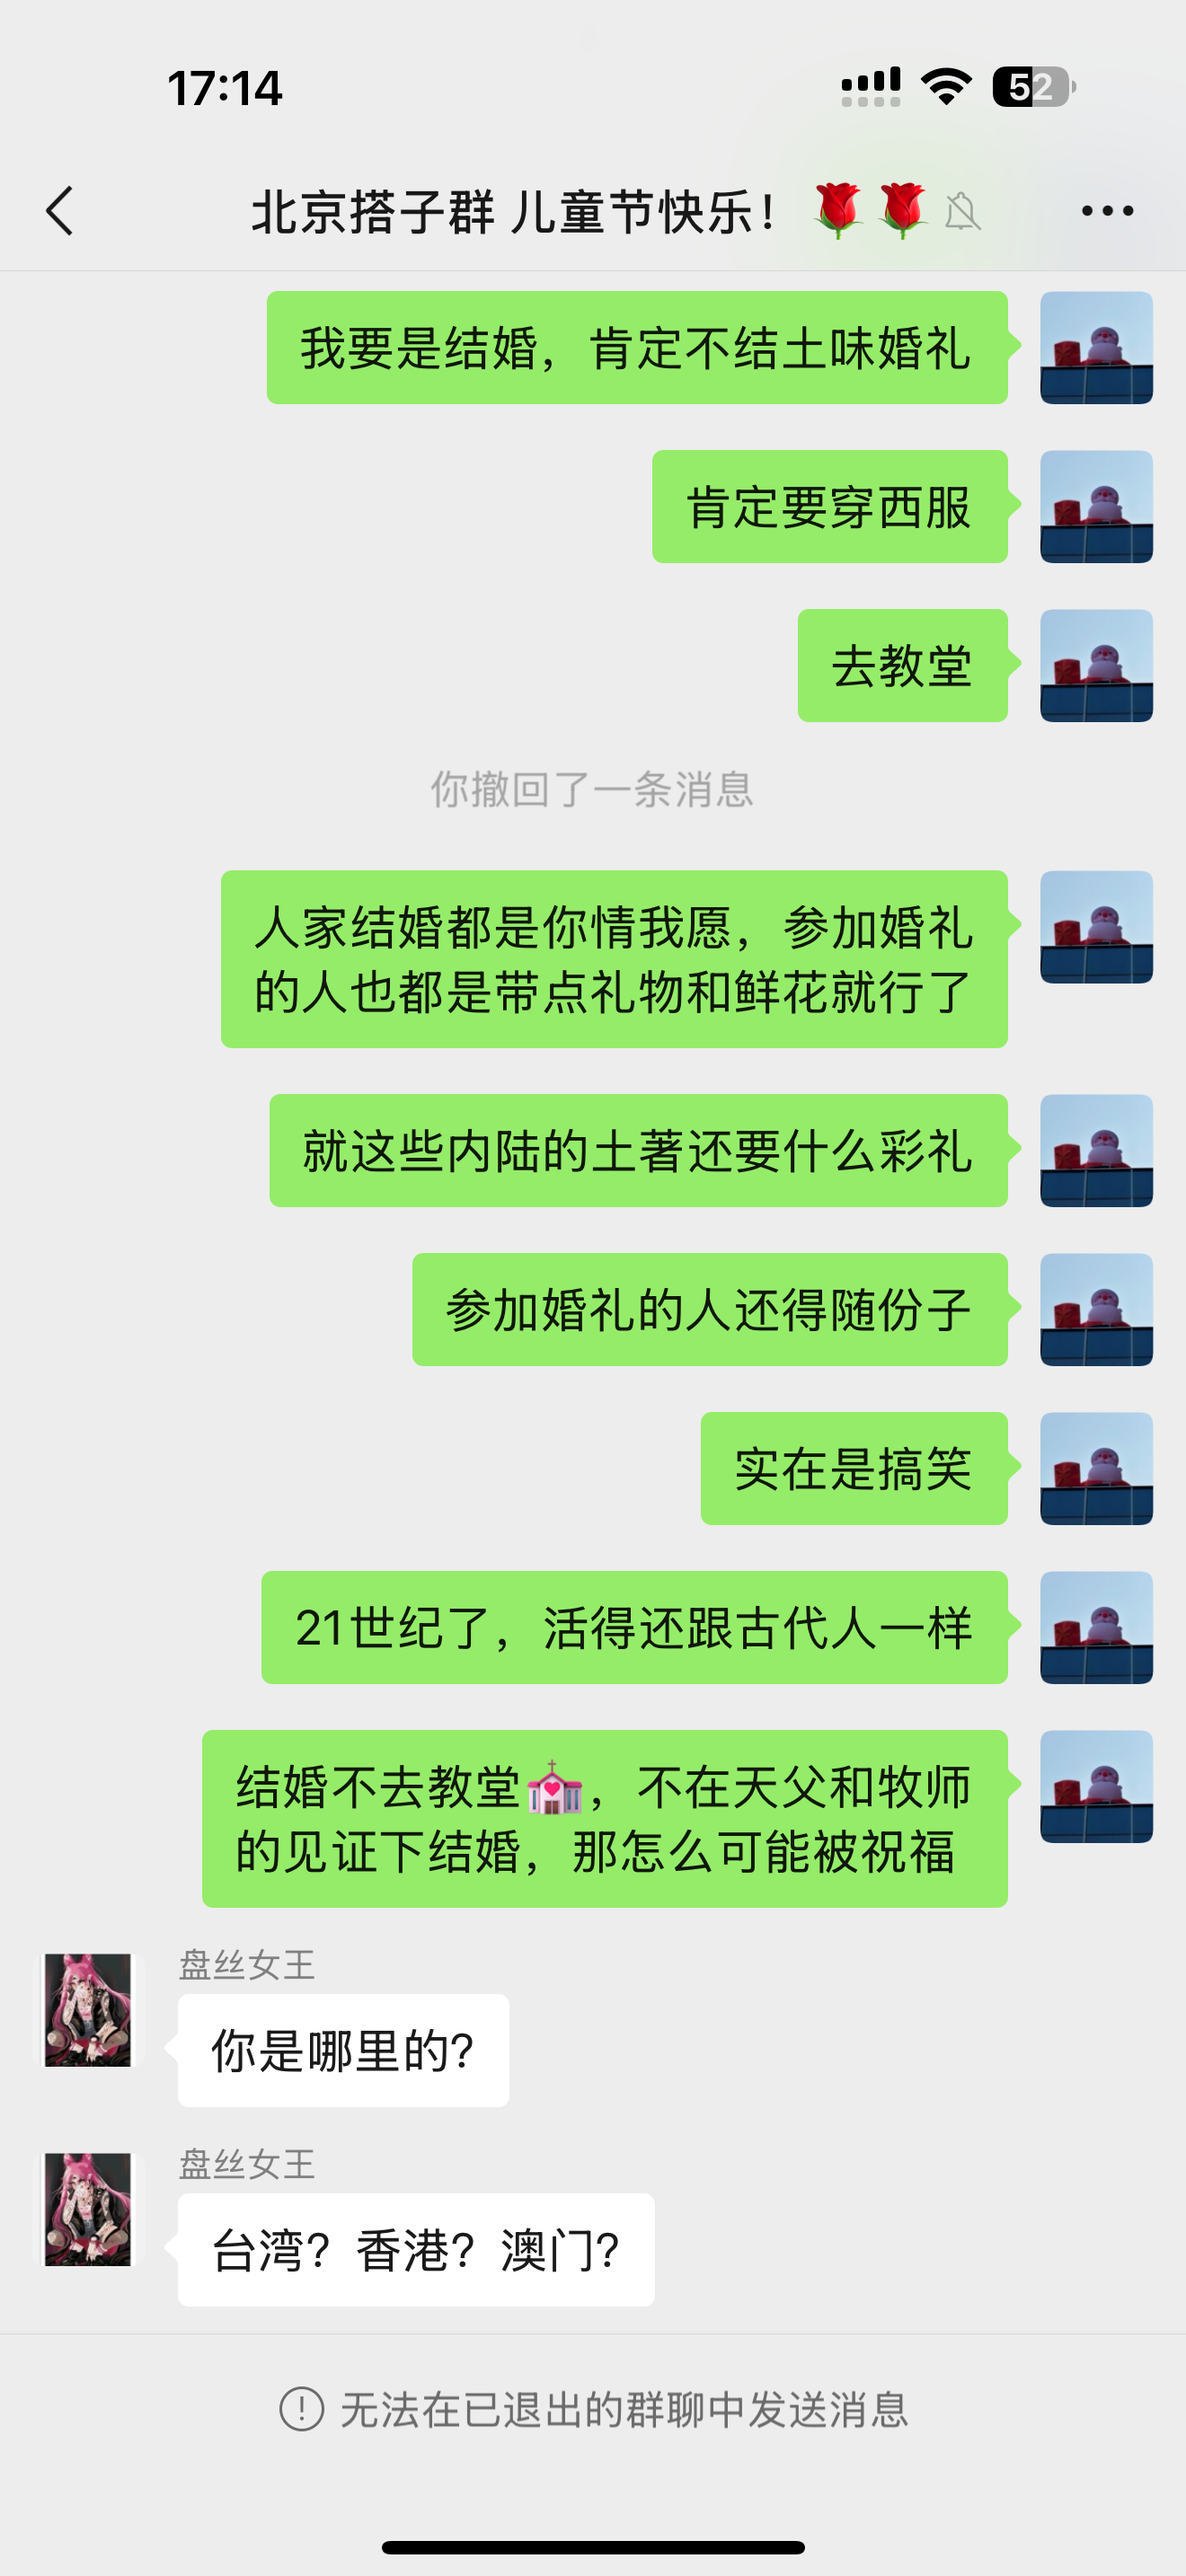 17:14
52
北京搭子群 儿童节快乐！🌹🌹
我要是结婚，肯定不结土味婚礼
肯定要穿西服
去教堂
你撤回了一条消息
人家结婚都是你情我愿，参加婚礼
的人也都是带点礼物和鲜花就行了
就这些内陆的土著还要什么彩礼
参加婚礼的人还得随份子
实在是搞笑
21世纪了，活得还跟古代人一样
结婚不去教堂💒，不在天父和牧师
的见证下结婚，那怎么可能被祝福
盘丝女王
你是哪里的?
盘丝女王
台湾? 香港? 澳门?
无法在已退出的群聊中发送消息